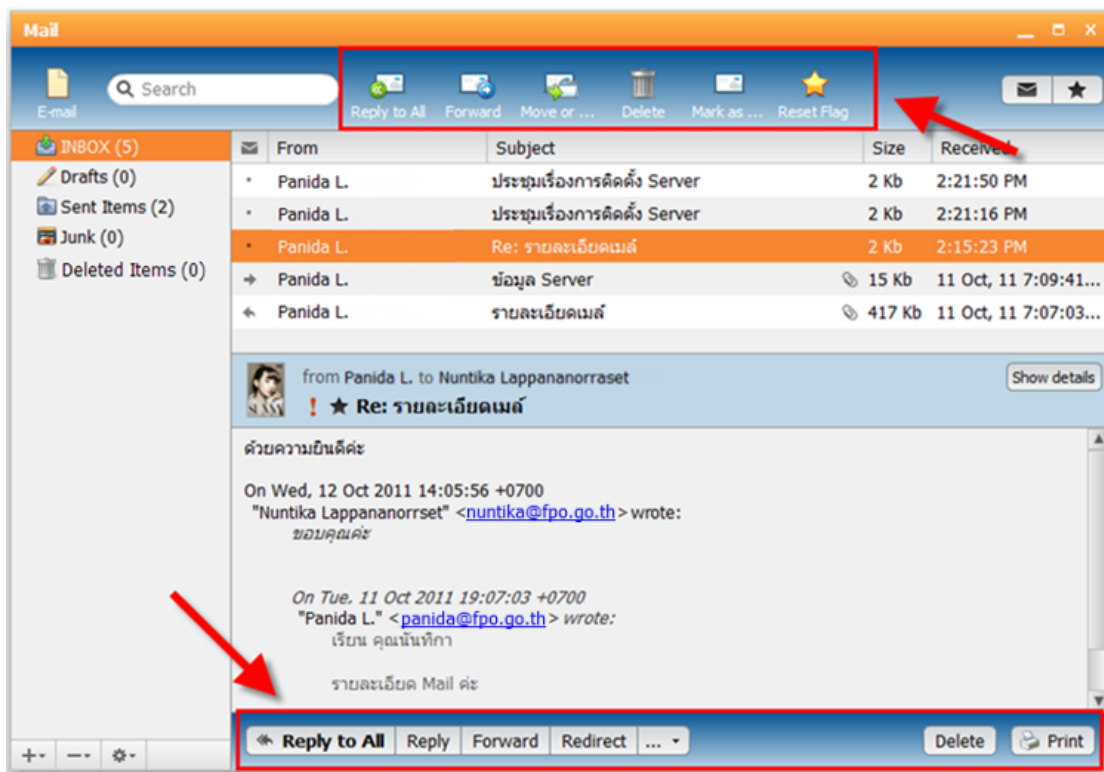 Mail
E-mail
Search
Reply to All Forward Move or ... Delete Mark as ... Reset Flag
INBOX (5)
Drafts (0)
Sent Items (2)
Junk (0)
Deleted Items (0)
From Subject Size Received
Panida L. ประชุมเรื่องการติดตั้ง Server 2 Kb 2:21:50 PM
Panida L. ประชุมเรื่องการติดตั้ง Server 2 Kb 2:21:16 PM
Panida L. Re: รายละเอียดเมล์ 2 Kb 2:15:23 PM
Panida L. ข้อมูล Server 15 Kb 11 Oct, 11 7:09:41...
Panida L. รายละเอียดเมล์ 417 Kb 11 Oct, 11 7:07:03...
from Panida L. to Nuntika Lappananorraset
Show details
! ★ Re: รายละเอียดเมล์
ด้วยความยินดีค่ะ
On Wed, 12 Oct 2011 14:05:56 +0700
"Nuntika Lappananorrset" <nuntika@fpo.go.th> wrote:
ขอบคุณค่ะ
On Tue, 11 Oct 2011 19:07:03 +0700
"Panida L." <panida@fpo.go.th> wrote:
เรียน คุณนันทิกา
รายละเอียด Mail ค่ะ
Reply to All Reply Forward Redirect ... Delete Print